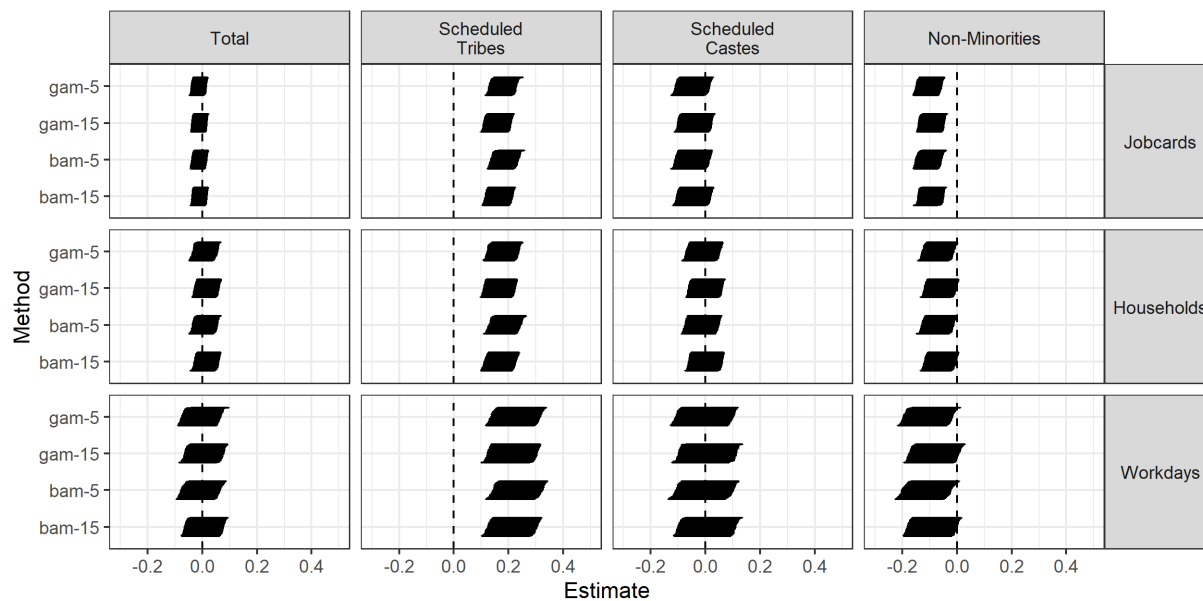 Total
Scheduled
Tribes
Scheduled
Castes
Non-Minorities
Method
gam-5
gam-15
bam-5
bam-15
Jobcards
gam-5
gam-15
bam-5
bam-15
Households
gam-5
gam-15
bam-5
bam-15
Workdays
-0.2 0.0 0.2 0.4 -0.2 0.0 0.2 0.4 -0.2 0.0 0.2 0.4 -0.2 0.0 0.2 0.4
Estimate